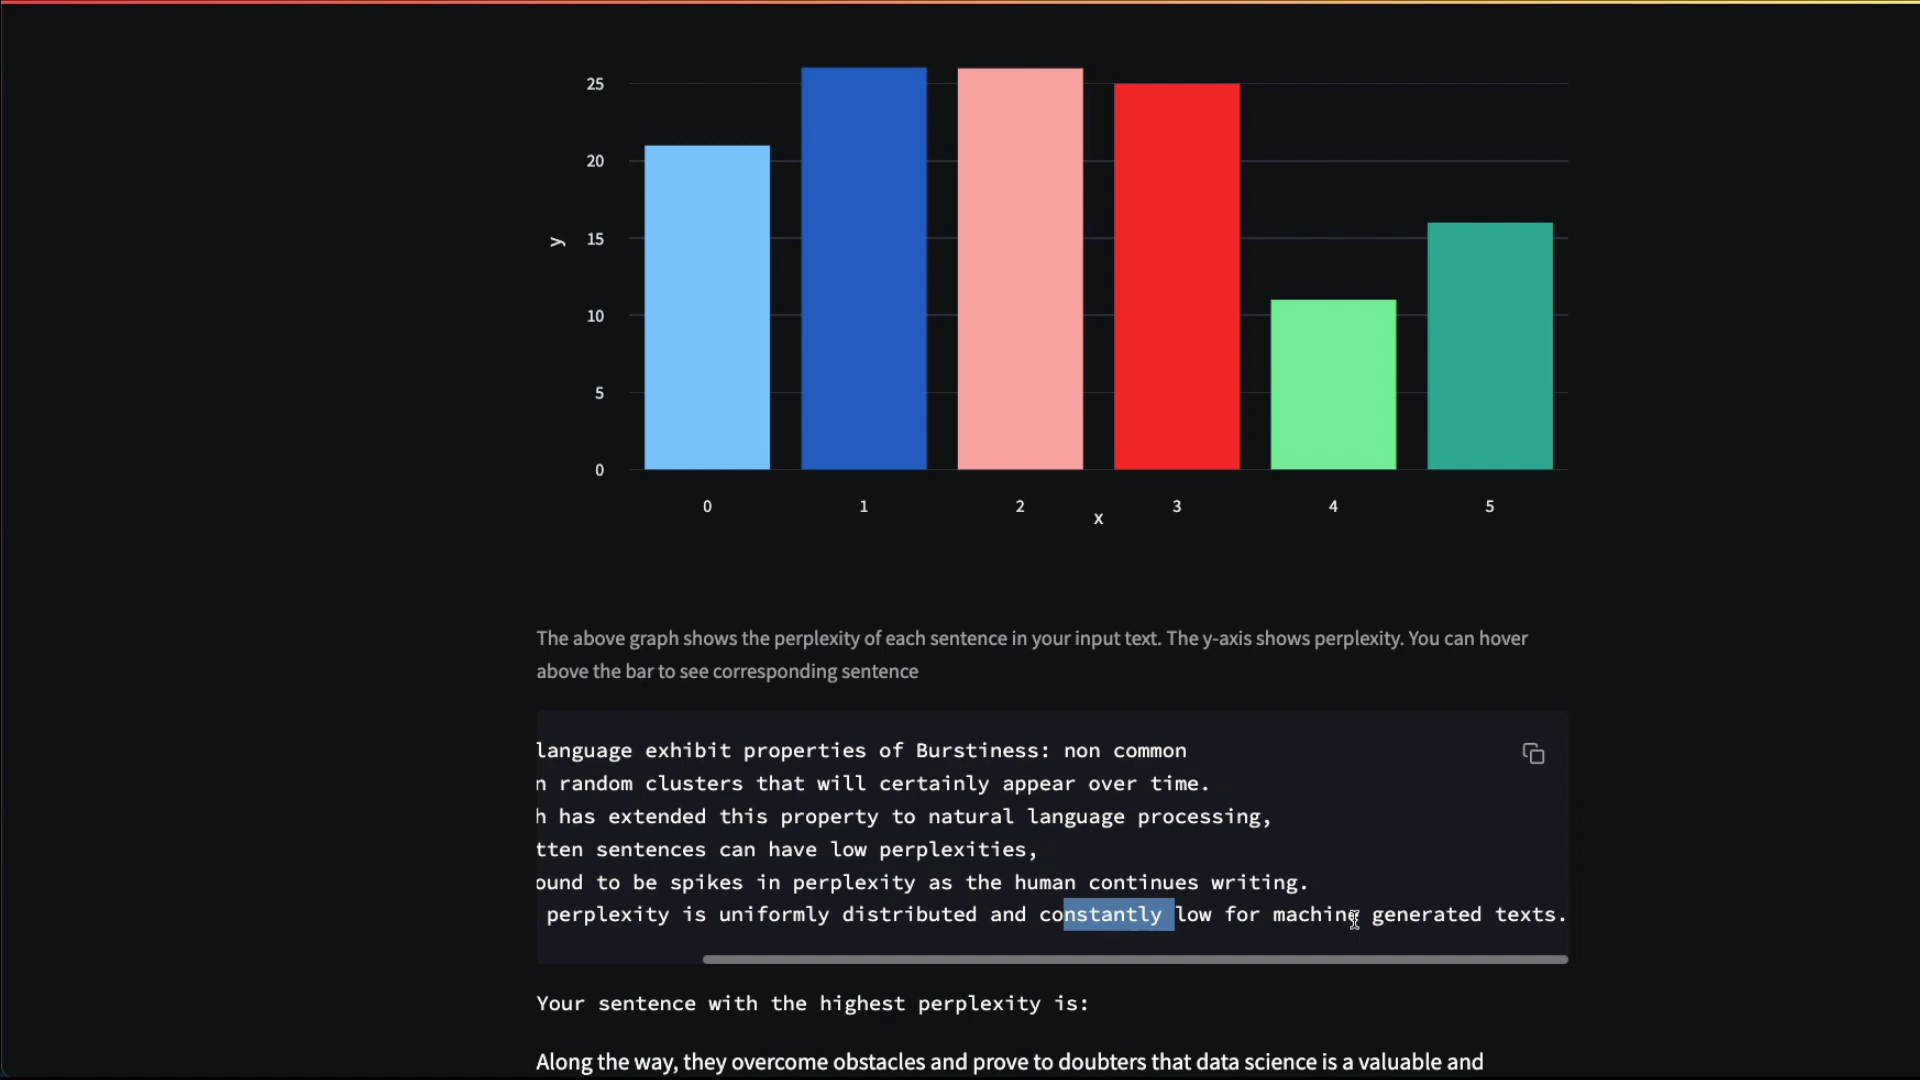 25
20
15
10
5
0
y
0 1 2 3 4 5
x
The above graph shows the perplexity of each sentence in your input text. The y-axis shows perplexity. You can hover
above the bar to see corresponding sentence
language exhibit properties of Burstiness: non common
n random clusters that will certainly appear over time.
h has extended this property to natural language processing,
tten sentences can have low perplexities,
ound to be spikes in perplexity as the human continues writing.
perplexity is uniformly distributed and constantly low for machine generated texts.
Your sentence with the highest perplexity is:
Along the way, they overcome obstacles and prove to doubters that data science is a valuable and